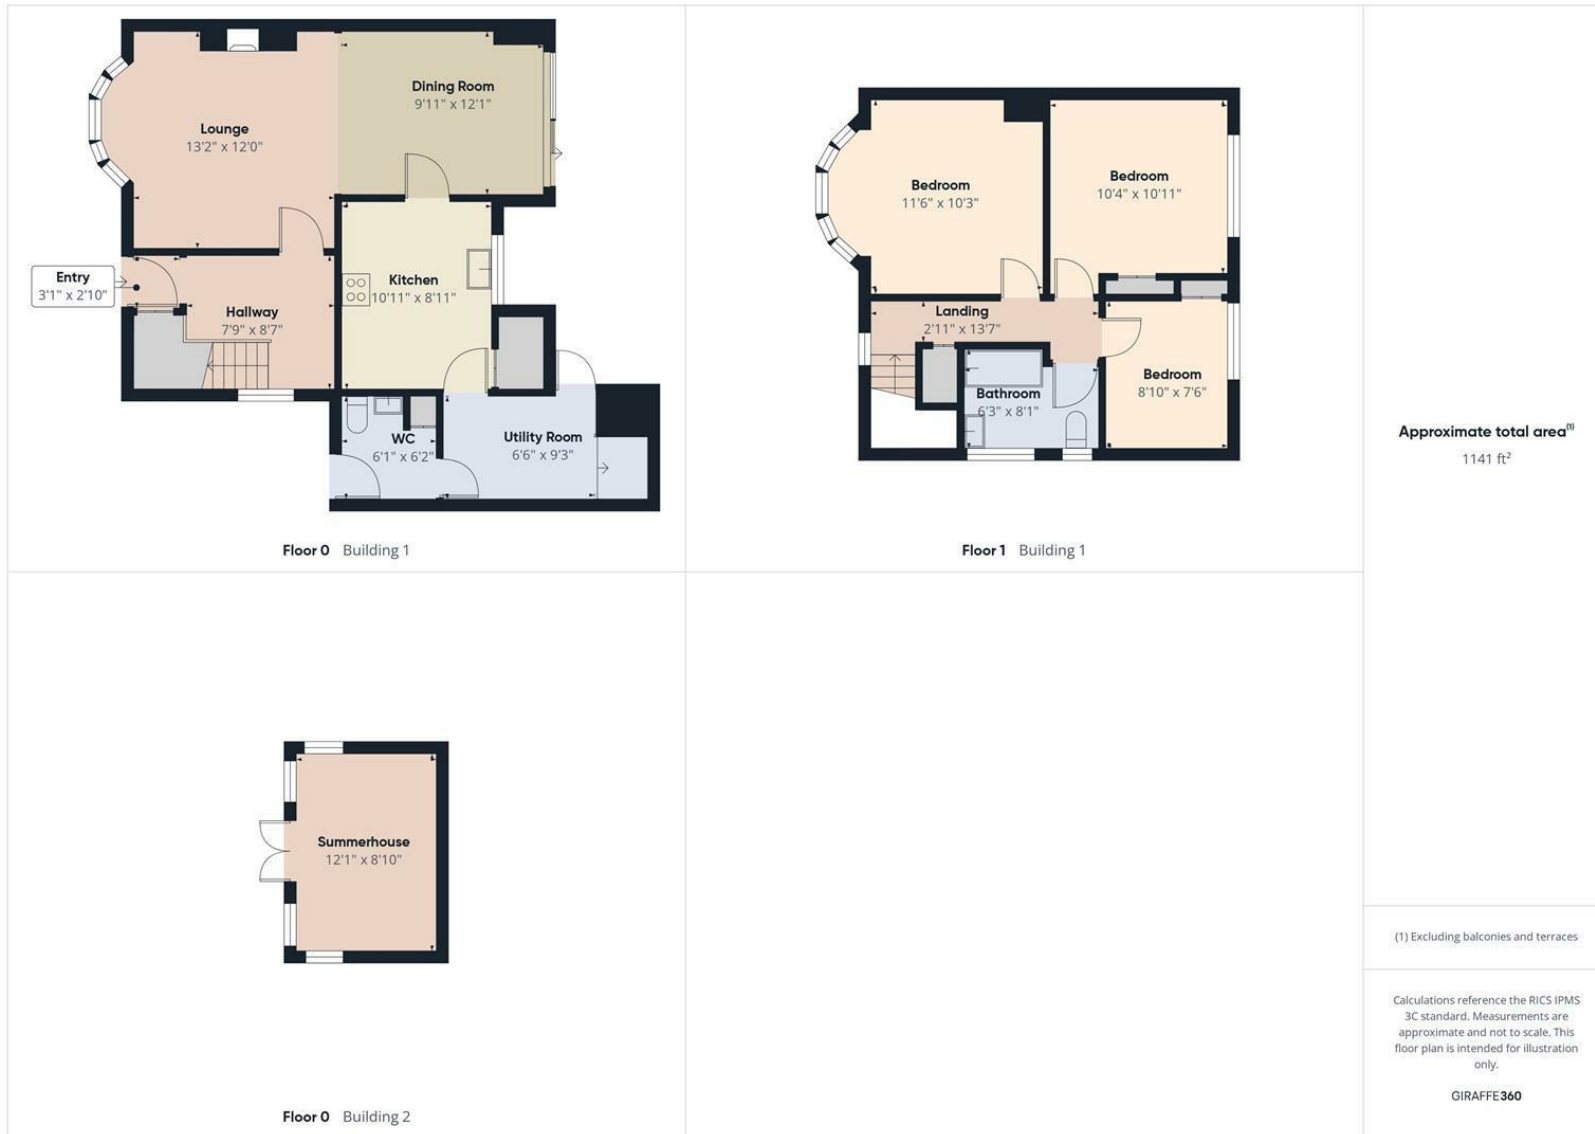 Dining Room
9'11" x 12'1"
Lounge
13'2" x 12'0"
Entry
3'1" x 2'10"
Kitchen
10'11" x 8'11"
Hallway
7'9" x 8'7"
WC
6'1" x 6'2"
Utility Room
6'6" x 9'3"
Floor 0 Building 1
Bedroom
11'6" x 10'3"
Bedroom
10'4" x 10'11"
Landing
2'11" x 13'7"
Bathroom
6'3" x 8'1"
Bedroom
8'10" x 7'6"
Floor 1 Building 1
Summerhouse
12'1" x 8'10"
Floor 0 Building 2
Approximate total area(1)
1141 ft²
(1) Excluding balconies and terraces
Calculations reference the RICS IPMS
3C standard. Measurements are
approximate and not to scale. This
floor plan is intended for illustration
only.
GIRAFFE360